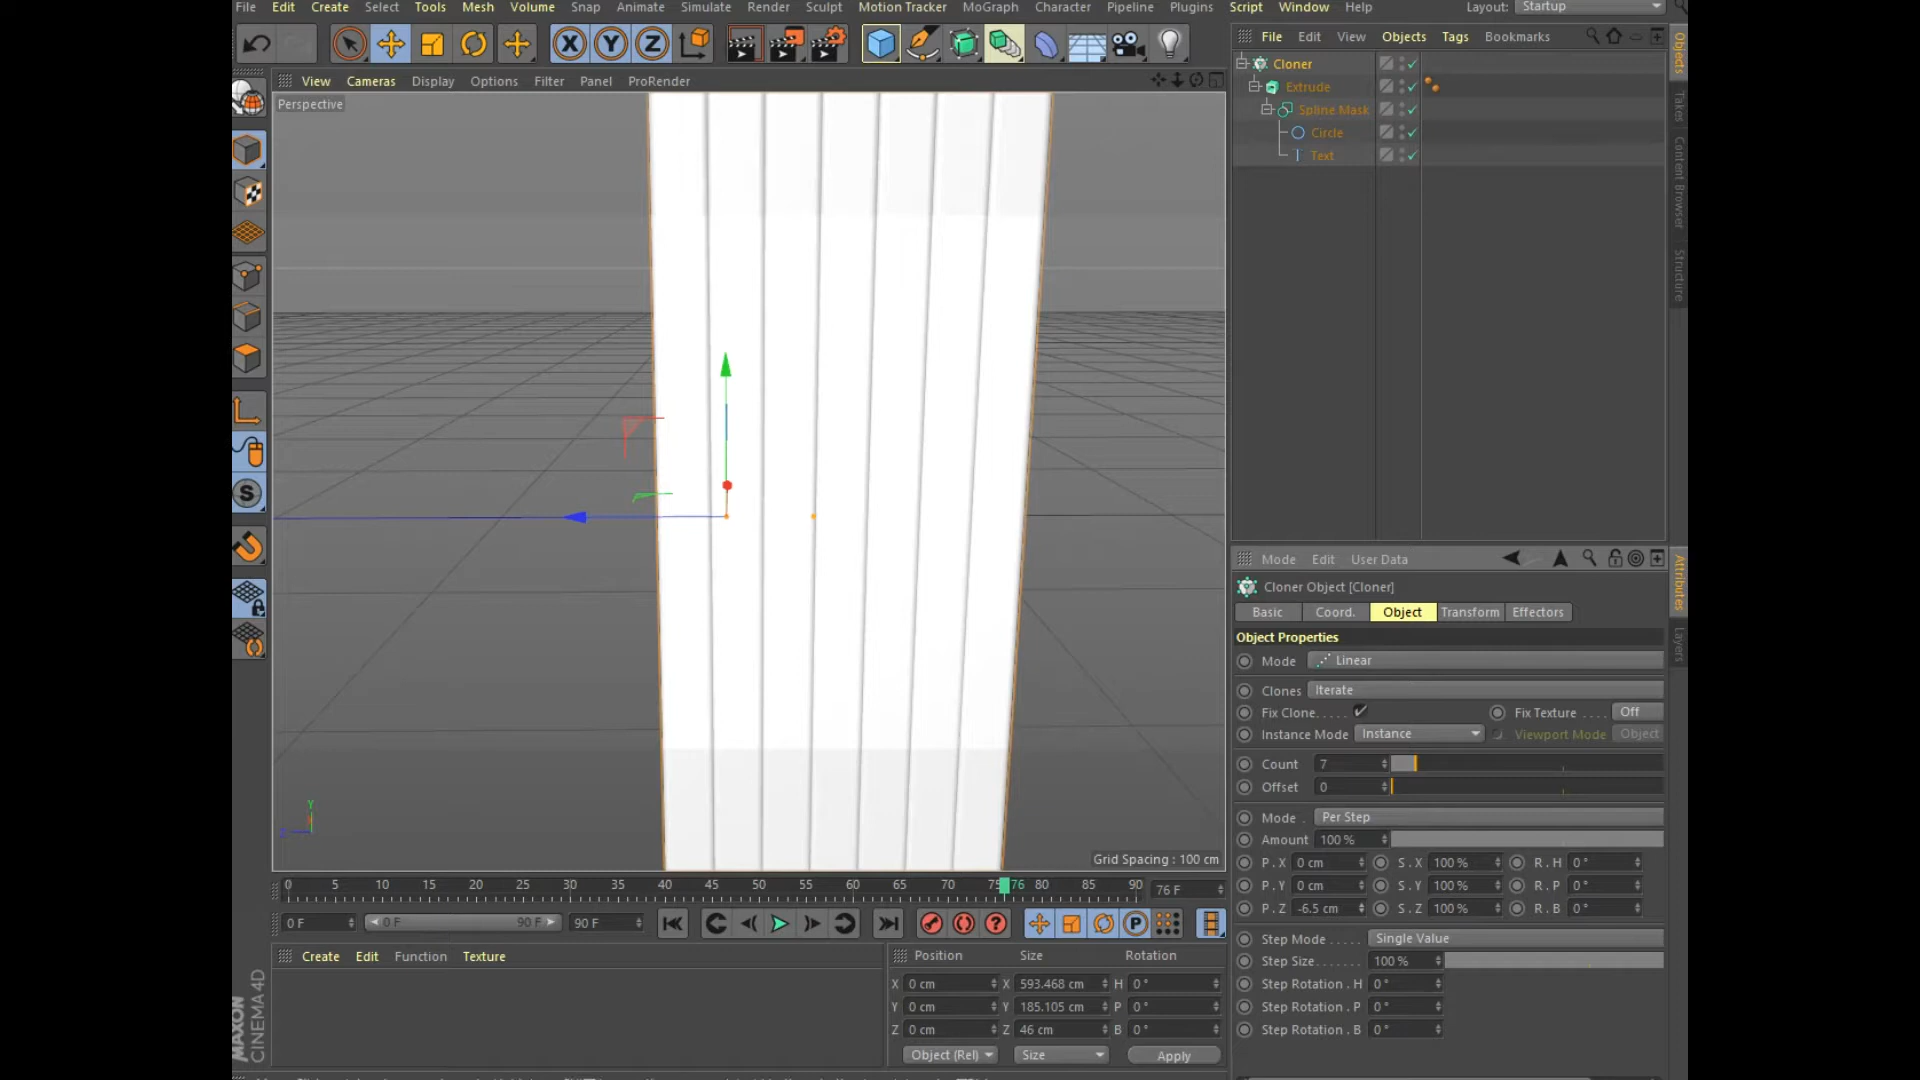 File Edit Create Select Tools Mesh Volume Snap Animate Simulate Render Sculpt Motion Tracker MoGraph Character Pipeline Plugins Script Window Help Layout: Startup
X Y Z
File Edit View Objects Tags Bookmarks
View Cameras Display Options Filter Panel ProRender
Perspective
Cloner
Extrude
Spline Mask
Circle
Text
Objects
Takes
Content Browser
Structure
Mode Edit User Data
Cloner Object [Cloner]
Basic Coord. Object Transform Effectors
Object Properties
Mode Linear
Clones Iterate
Fix Clone..... Fix Texture .... Off
Instance Mode Instance Viewport Mode Object
Count 7
Offset 0
Mode . Per Step
Amount 100 %
P . X 0 cm S . X 100 % R . H 0 °
P . Y 0 cm S . Y 100 % R . P 0 °
P . Z -6.5 cm S . Z 100 % R . B 0 °
Step Mode ..... Single Value
Step Size....... 100 %
Step Rotation . H 0 °
Step Rotation . P 0 °
Step Rotation . B 0 °
Attributes
Layers
Y
Z
Grid Spacing : 100 cm
0 5 10 15 20 25 30 35 40 45 50 55 60 65 70 75 76 80 85 90 76 F
0 F 0 F 90 F 90 F
Create Edit Function Texture
Position Size Rotation
X 0 cm X 593.468 cm H 0 °
Y 0 cm Y 185.105 cm P 0 °
Z 0 cm Z 46 cm B 0 °
Object (Rel) Size Apply
MAXON
CINEMA 4D